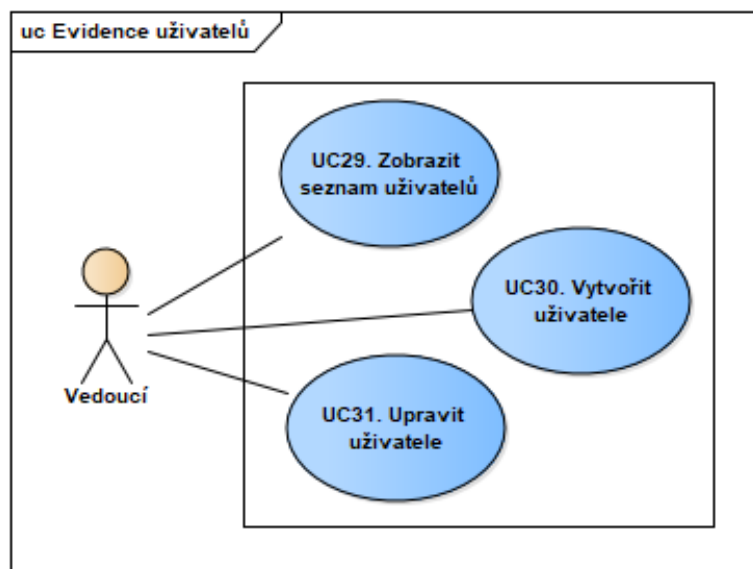 uc Evidence uživatelů
UC29. Zobrazit
seznam uživatelů
UC30. Vytvořit
uživatele
Vedoucí
UC31. Upravit
uživatele